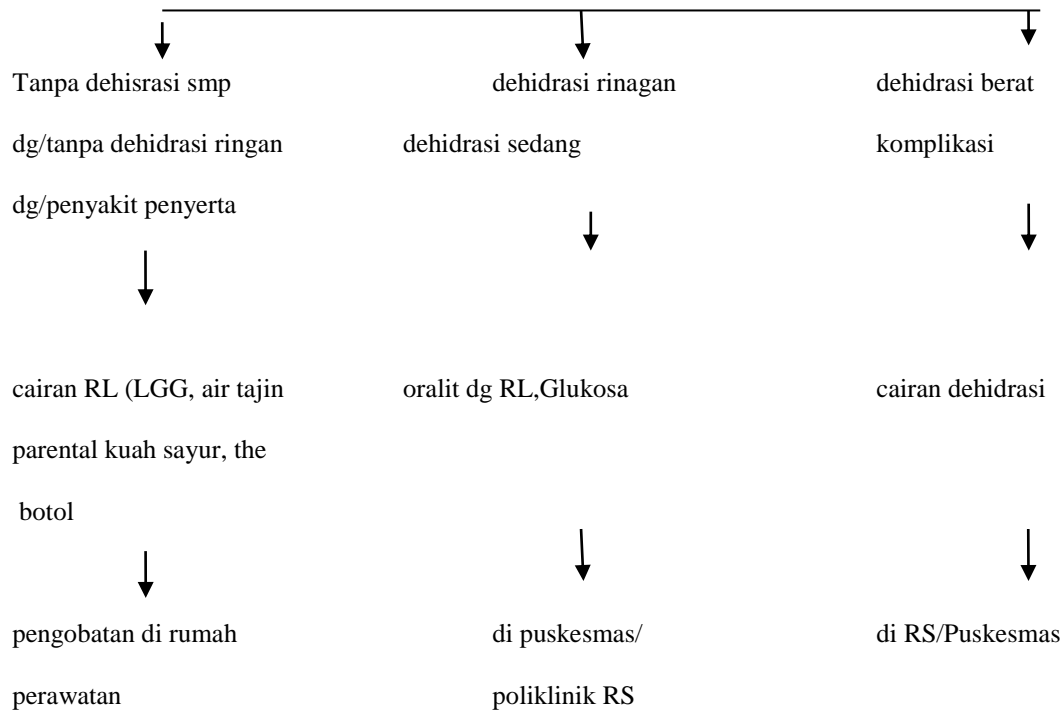 Tanpa dehisrasi smp dehidrasi rinagan dehidrasi berat
dg/tanpa dehidrasi ringan dehidrasi sedang komplikasi
dg/penyakit penyerta
cairan RL (LGG, air tajin oralit dg RL,Glukosa cairan dehidrasi
parental kuah sayur, the
botol
pengobatan di rumah di puskesmas/ di RS/Puskesmas
perawatan poliklinik RS